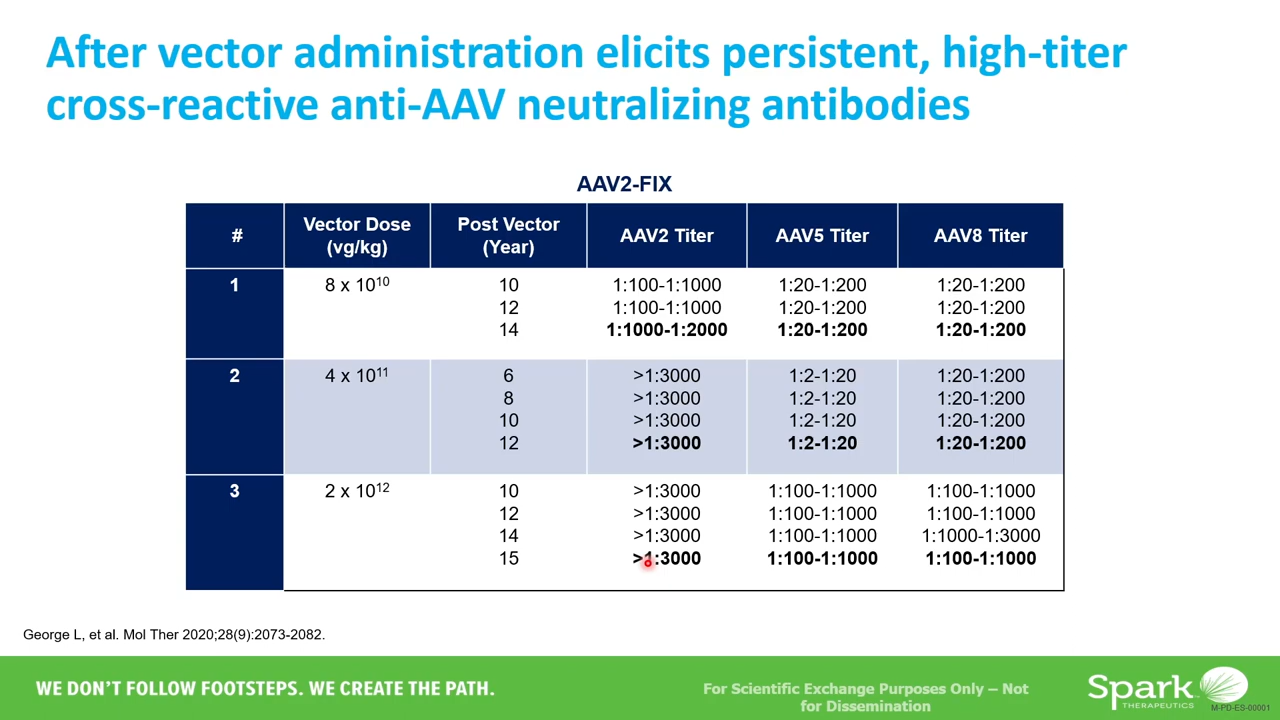 After vector administration elicits persistent, high-titer
cross-reactive anti-AAV neutralizing antibodies
AAV2-FIX
# Vector Dose (vg/kg) Post Vector (Year) AAV2 Titer AAV5 Titer AAV8 Titer
1 8 x 10¹⁰ 10 1:100-1:1000 1:20-1:200 1:20-1:200
12 1:100-1:1000 1:20-1:200 1:20-1:200
14 1:1000-1:2000 1:20-1:200 1:20-1:200
2 4 x 10¹¹ 6 >1:3000 1:2-1:20 1:20-1:200
8 >1:3000 1:2-1:20 1:20-1:200
10 >1:3000 1:2-1:20 1:20-1:200
12 >1:3000 1:2-1:20 1:20-1:200
3 2 x 10¹² 10 >1:3000 1:100-1:1000 1:100-1:1000
12 >1:3000 1:100-1:1000 1:100-1:1000
14 >1:3000 1:100-1:1000 1:1000-1:3000
15 >1:3000 1:100-1:1000 1:100-1:1000
George L, et al. Mol Ther 2020;28(9):2073-2082.
WE DON'T FOLLOW FOOTSTEPS. WE CREATE THE PATH.
For Scientific Exchange Purposes Only – Not
for Dissemination
Spark
THERAPEUTICS
M-PD-ES-00001